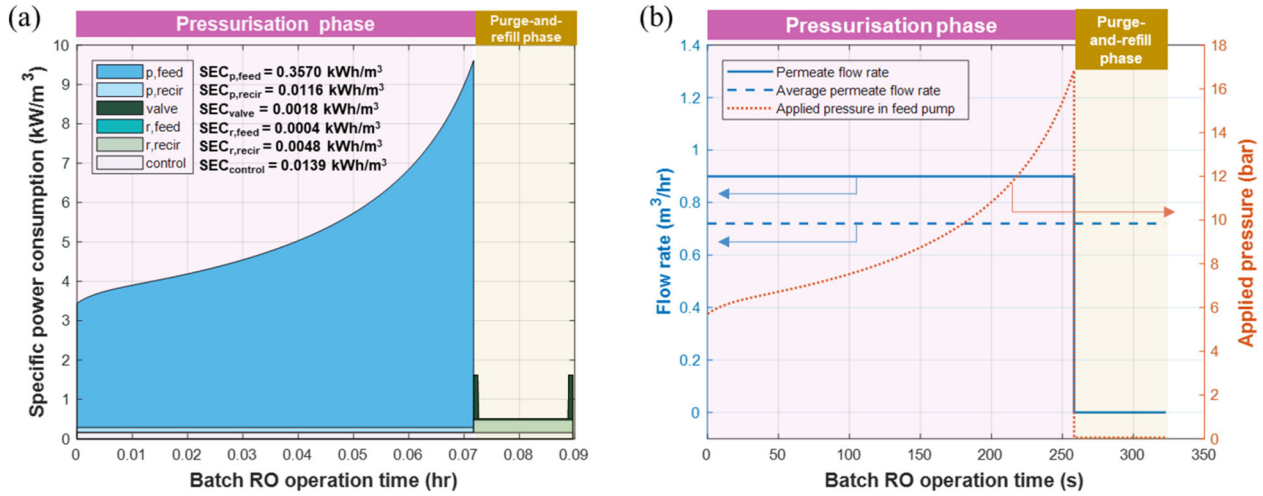 (a)
Pressurisation phase
Purge-and-
refill phase
Specific power consumption (kW/m³)
10
9
8
7
6
5
4
3
2
1
0
p,feed
p,recir
valve
r,feed
r,recir
control
SECp,feed = 0.3570 kWh/m³
SECp,recir = 0.0116 kWh/m³
SECvalve = 0.0018 kWh/m³
SECr,feed = 0.0004 kWh/m³
SECr,recir = 0.0048 kWh/m³
SECcontrol = 0.0139 kWh/m³
0 0.01 0.02 0.03 0.04 0.05 0.06 0.07 0.08 0.09
Batch RO operation time (hr)
(b)
Pressurisation phase
Purge-
and-refill
phase
Flow rate (m³/hr)
1.4
1.2
1
0.8
0.6
0.4
0.2
0
Permeate flow rate
Average permeate flow rate
Applied pressure in feed pump
18
16
14
12
10
8
6
4
2
0
Applied pressure (bar)
0 50 100 150 200 250 300 350
Batch RO operation time (s)